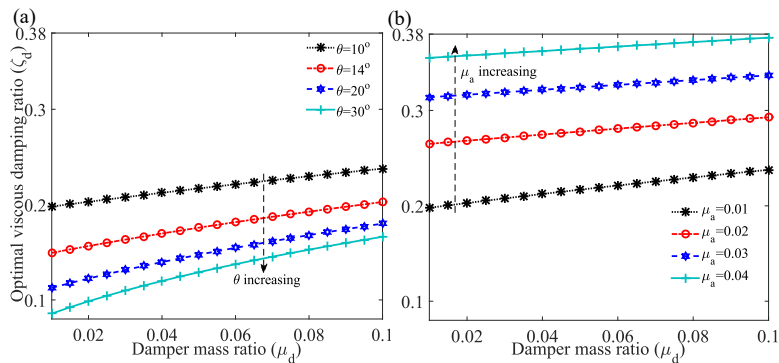 (a)
Optimal viscous damping ratio (ζd)
0.38
0.3
0.2
0.1
θ=10°
θ=14°
θ=20°
θ=30°
θ increasing
0.02
0.04
0.06
0.08
0.1
Damper mass ratio (μd)
(b)
0.38
0.3
0.2
0.1
μa increasing
μa=0.01
μa=0.02
μa=0.03
μa=0.04
0.02
0.04
0.06
0.08
0.1
Damper mass ratio (μd)